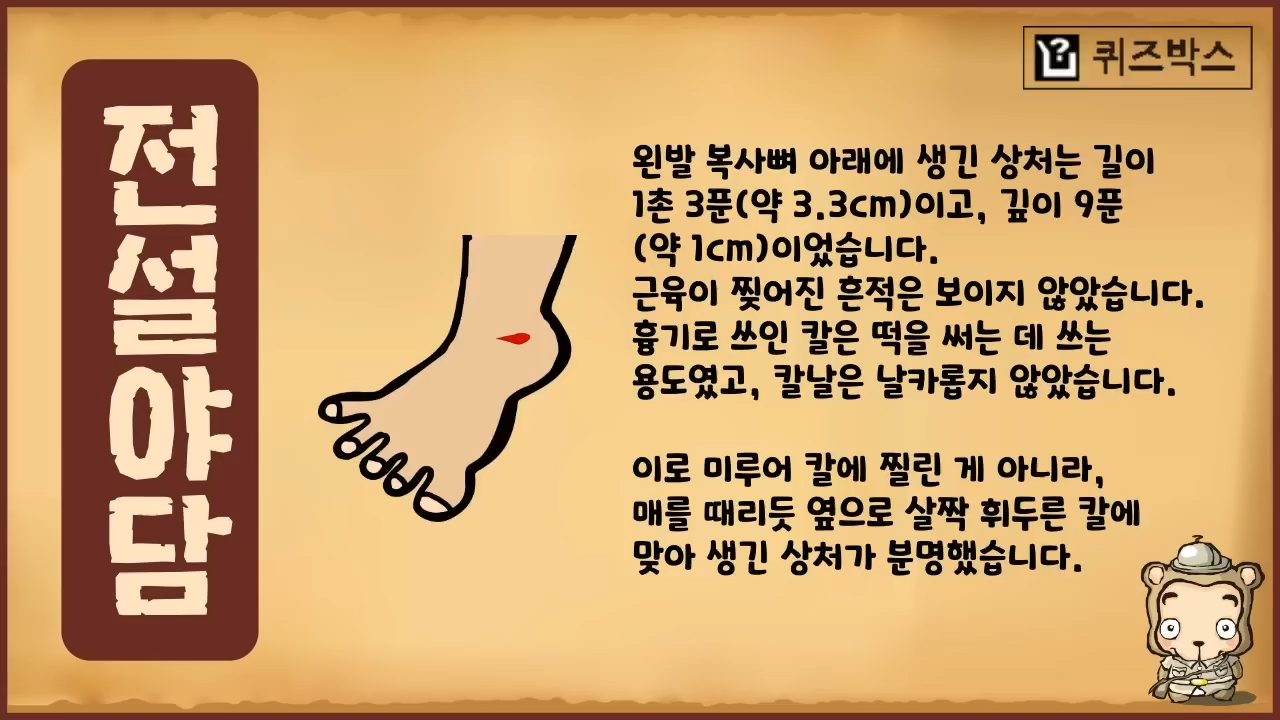 전설야담
퀴즈박스
왼발 복사뼈 아래에 생긴 상처는 길이
1촌 3푼(약 3.3cm)이고, 깊이 9푼
(약 1cm)이었습니다.
근육이 찢어진 흔적은 보이지 않았습니다.
흉기로 쓰인 칼은 떡을 써는 데 쓰는
용도였고, 칼날은 날카롭지 않았습니다.
이로 미루어 칼에 찔린 게 아니라,
매를 때리듯 옆으로 살짝 휘두른 칼에
맞아 생긴 상처가 분명했습니다.